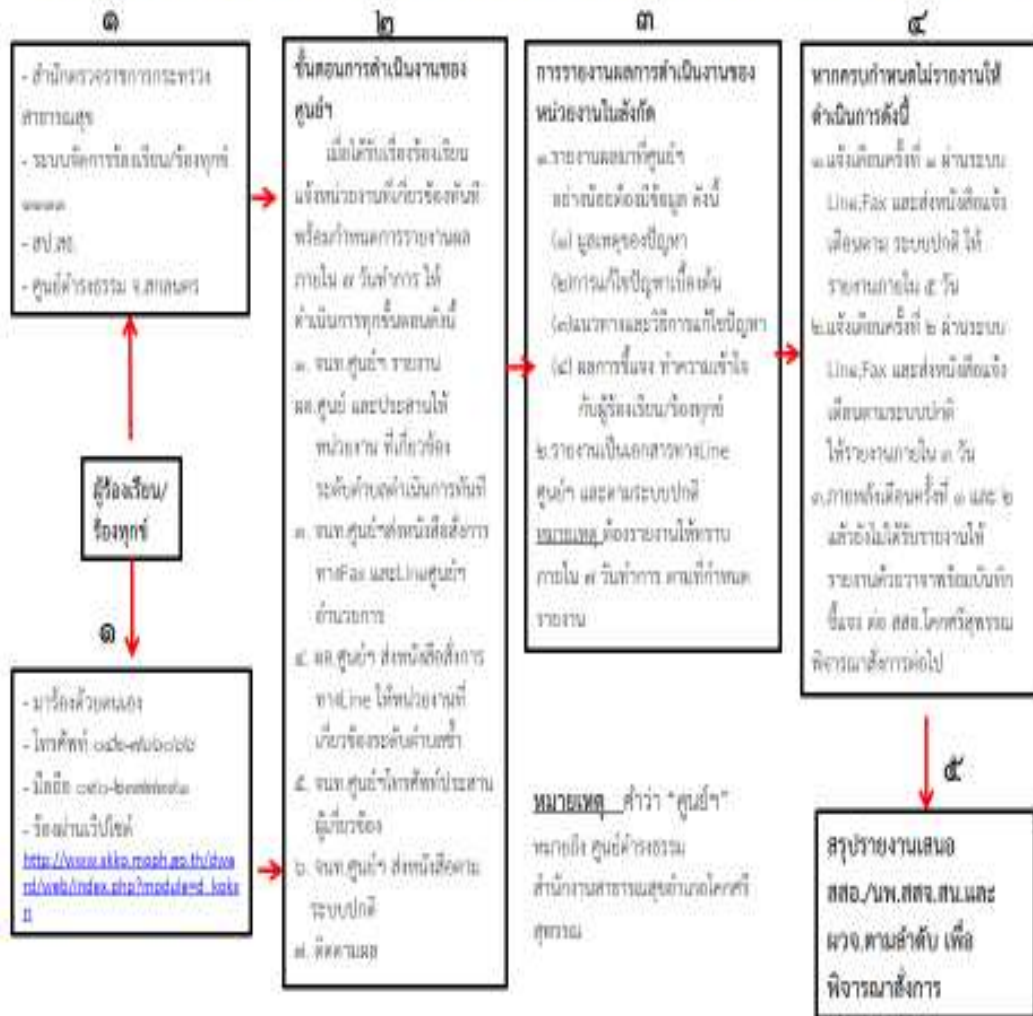 ๑
- สำนักตรวจราชการกระทรวง
สาธารณสุข
- ระบบจัดการร้องเรียน/ร้องทุกข์
๑๑๑๑
- สป.สธ.
- ศูนย์ดำรงธรรม จ.สกลนคร
ผู้ร้องเรียน/
ร้องทุกข์
๑
- มาร้องด้วยตนเอง
- โทรศัพท์
- มือถือ
- ร้องผ่านเว็ปไซต์
๒
ขั้นตอนการดำเนินงานของ
ศูนย์ฯ
เมื่อได้รับเรื่องร้องเรียน
แจ้งหน่วยงานที่เกี่ยวข้องทันที
พร้อมกำหนดการรายงานผล
ภายใน ๗ วันทำการ ให้
ดำเนินการทุกขั้นตอนดังนี้
๑. จนท.ศูนย์ฯ รายงาน
ผอ.ศูนย์ และประสานให้
หน่วยงาน ที่เกี่ยวข้อง
ระดับตำบลดำเนินการทันที
๓. จนท.ศูนย์ฯส่งหนังสือสั่งการ
ทางFax และLineศูนย์ฯ
อำนวยการ
๔. ผอ.ศูนย์ฯ ส่งหนังสือสั่งการ
ทางLine ให้หน่วยงานที่
เกี่ยวข้องระดับตำบลซ้ำ
๕. จนท.ศูนย์ฯโทรศัพท์ประสาน
ผู้เกี่ยวข้อง
๖. จนท.ศูนย์ฯ ส่งหนังสือตาม
ระบบปกติ
๗. ติดตามผล
๓
การรายงานผลการดำเนินงานของ
หน่วยงานในสังกัด
๑.รายงานผลมาที่ศูนย์ฯ
อย่างน้อยต้องมีข้อมูล ดังนี้
(๑) มูลเหตุของปัญหา
(๒)การแก้ไขปัญหาเบื้องต้น
(๓)แนวทางและวิธีการแก้ไขปัญหา
(๔) ผลการชี้แจง ทำความเข้าใจ
กับผู้ร้องเรียน/ร้องทุกข์
๒.รายงานเป็นเอกสารทางLine
ศูนย์ฯ และตามระบบปกติ
หมายเหตุ ต้องรายงานให้ทราบ
ภายใน ๗ วันทำการ ตามที่กำหนด
รายงาน
หมายเหตุ คำว่า "ศูนย์ฯ"
หมายถึง ศูนย์ดำรงธรรม
สำนักงานสาธารณสุขอำเภอโคกศรี
สุพรรณ
๔
หากครบกำหนดไม่รายงานให้
ดำเนินการดังนี้
๑.แจ้งเตือนครั้งที่ ๑ ผ่านระบบ
Line,Fax และส่งหนังสือแจ้ง
เตือนตาม ระบบปกติ ให้
รายงานภายใน ๕ วัน
๒.แจ้งเตือนครั้งที่ ๒ ผ่านระบบ
Line,Fax และส่งหนังสือแจ้ง
เตือนตามระบบปกติ
ให้รายงานภายใน ๓ วัน
๓.ภายหลังเตือนครั้งที่ ๑ และ ๒
แล้วยังไม่ได้รับรายงานให้
รายงานด้วยวาจาพร้อมบันทึก
ชี้แจง ต่อ สสอ.โคกศรีสุพรรณ
พิจารณาสั่งการต่อไป
๕
สรุปรายงานเสนอ
สสอ./นพ.สสจ.สน.และ
ผวจ.ตามลำดับ เพื่อ
พิจารณาสั่งการ